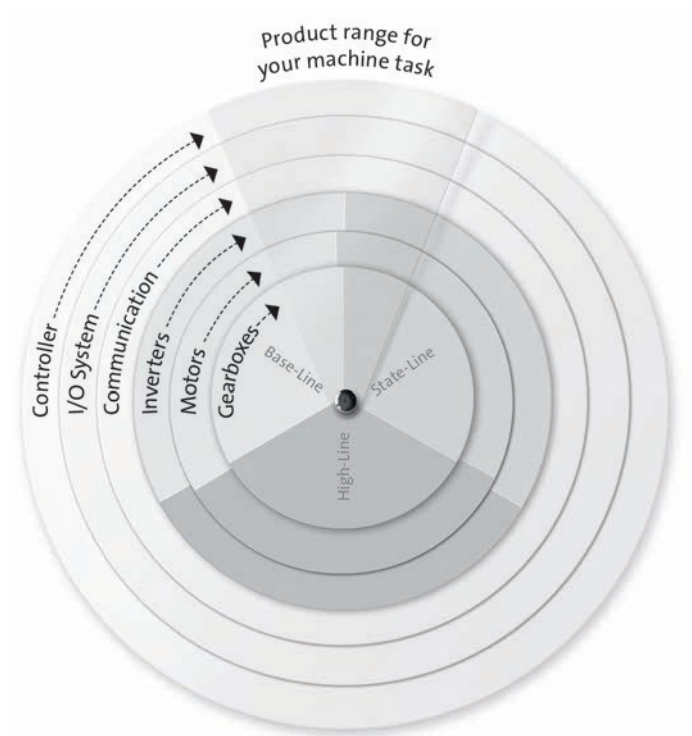 Product range for
your machine task
Controller
I/O System
Communication
Inverters
Motors
Gearboxes
Base-Line
State-Line
High-Line